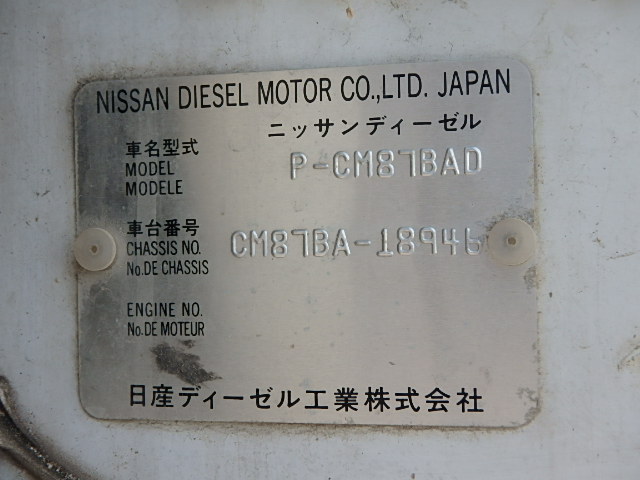 NISSAN DIESEL MOTOR CO.,LTD. JAPAN
ニッサンディーゼル
車名型式
MODEL
MODELE
P-CM87BAD
車台番号
CHASSIS NO.
No.DE CHASSIS
CM87BA-18946
ENGINE NO.
No.DE MOTEUR
日産ディーゼル工業株式会社